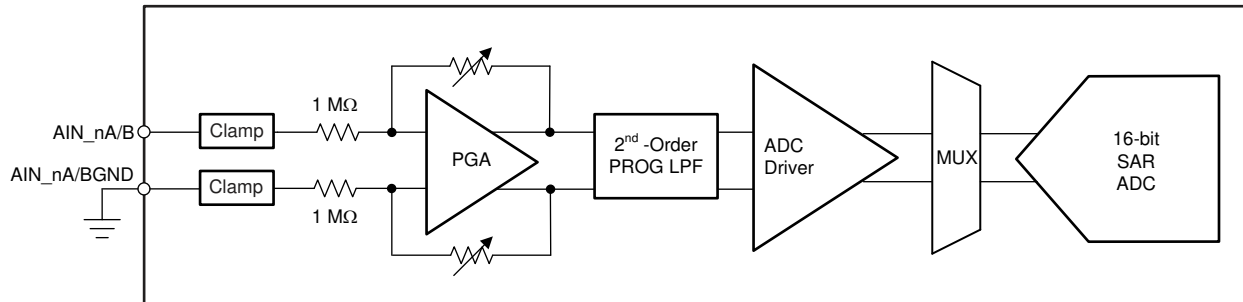 1 MΩ
AIN_nA/B
Clamp
PGA
2nd -Order
PROG LPF
ADC
Driver
MUX
16-bit
SAR
ADC
AIN_nA/BGND
Clamp
1 MΩ